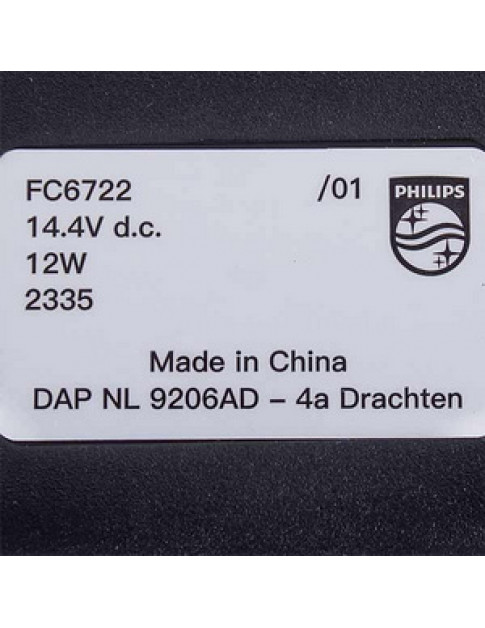 FC6722 /01
PHILIPS
14.4V d.c.
12W
2335
Made in China
DAP NL 9206AD – 4a Drachten